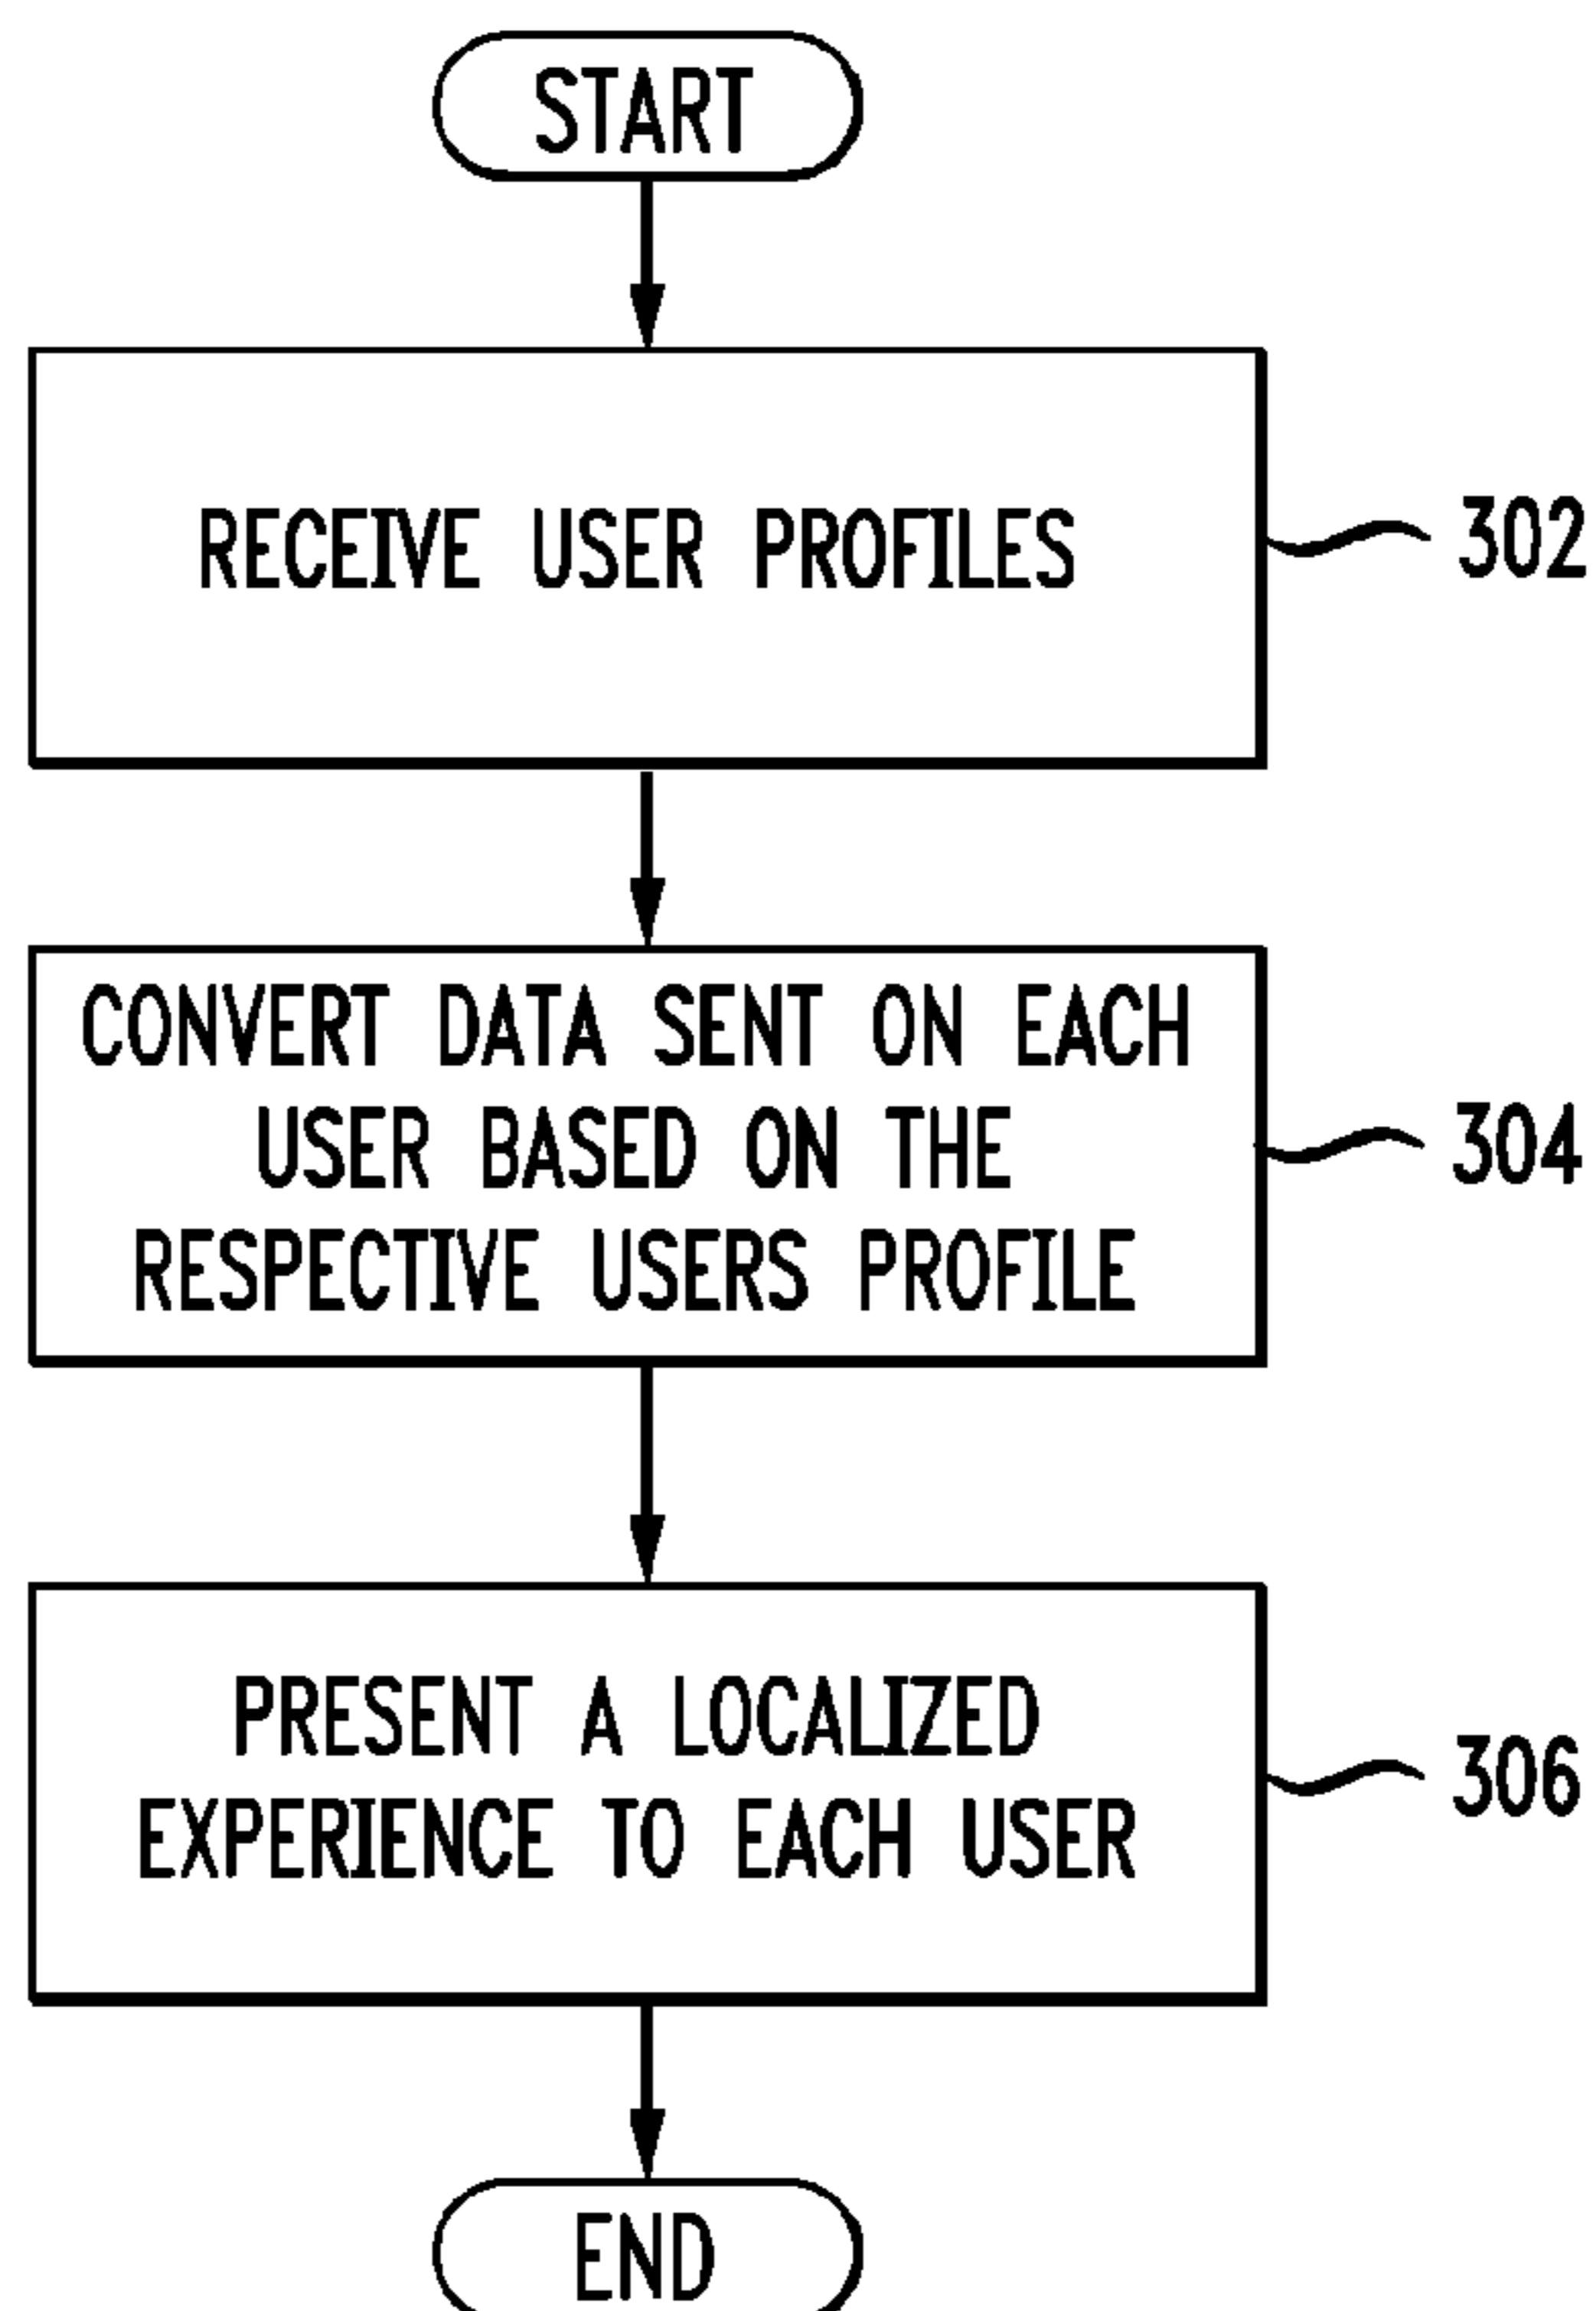 START
RECEIVE USER PROFILES
302
CONVERT DATA SENT ON EACH
USER BASED ON THE
RESPECTIVE USERS PROFILE
304
PRESENT A LOCALIZED
EXPERIENCE TO EACH USER
306
END